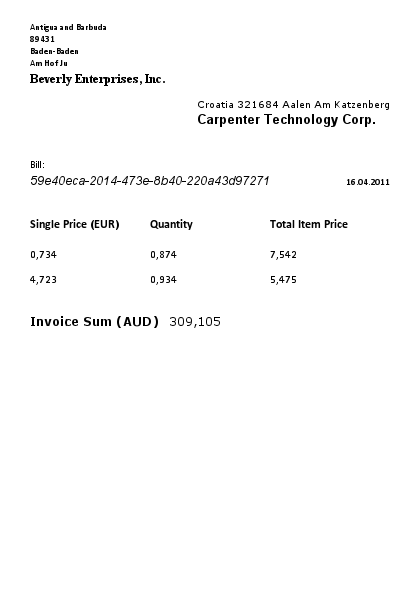 Antigua and Barbuda
89431
Baden-Baden
Am Hof Ju
Beverly Enterprises, Inc.
Croatia 321684 Aalen Am Katzenberg
Carpenter Technology Corp.
Bill:
59e40eca-2014-473e-8b40-220a43d97271 16.04.2011
Single Price (EUR) Quantity Total Item Price
0,734 0,874 7,542
4,723 0,934 5,475
Invoice Sum (AUD) 309,105